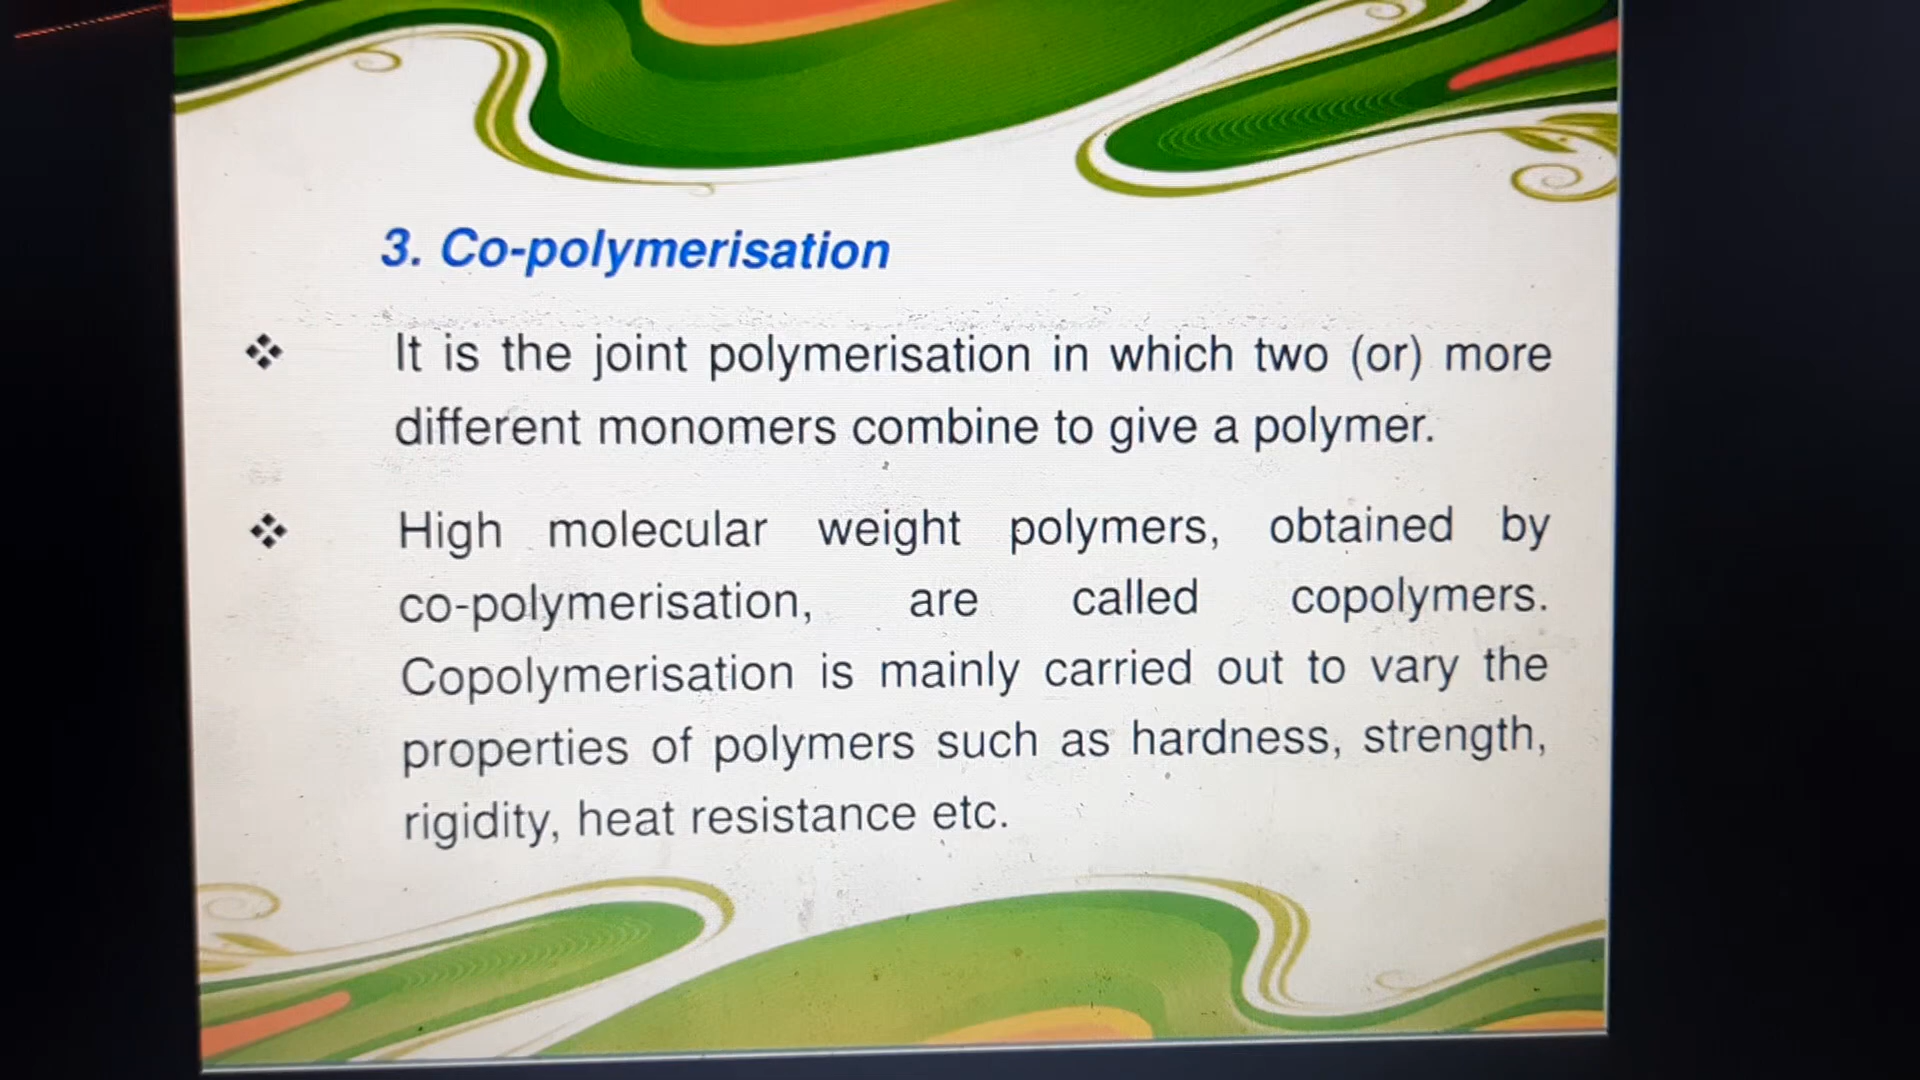 3. Co-polymerisation
❖ It is the joint polymerisation in which two (or) more
different monomers combine to give a polymer.
❖ High molecular weight polymers, obtained by
co-polymerisation, are called copolymers.
Copolymerisation is mainly carried out to vary the
properties of polymers such as hardness, strength,
rigidity, heat resistance etc.